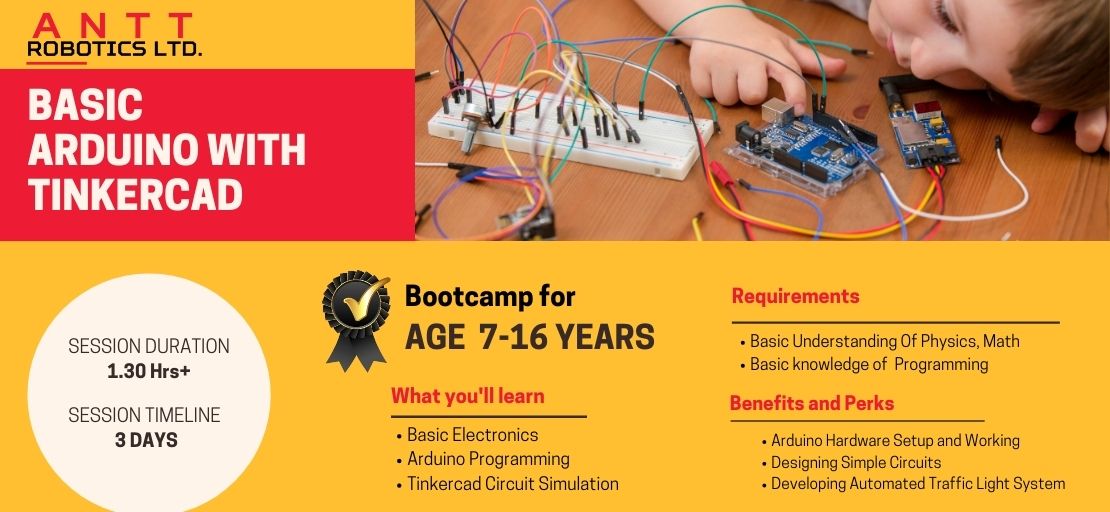 ANTT
ROBOTICS LTD.
BASIC
ARDUINO WITH
TINKERCAD
SESSION DURATION
1.30 Hrs+
SESSION TIMELINE
3 DAYS
Bootcamp for
AGE 7-16 YEARS
What you'll learn
• Basic Electronics
• Arduino Programming
• Tinkercad Circuit Simulation
Requirements
• Basic Understanding Of Physics, Math
• Basic knowledge of Programming
Benefits and Perks
• Arduino Hardware Setup and Working
• Designing Simple Circuits
• Developing Automated Traffic Light System